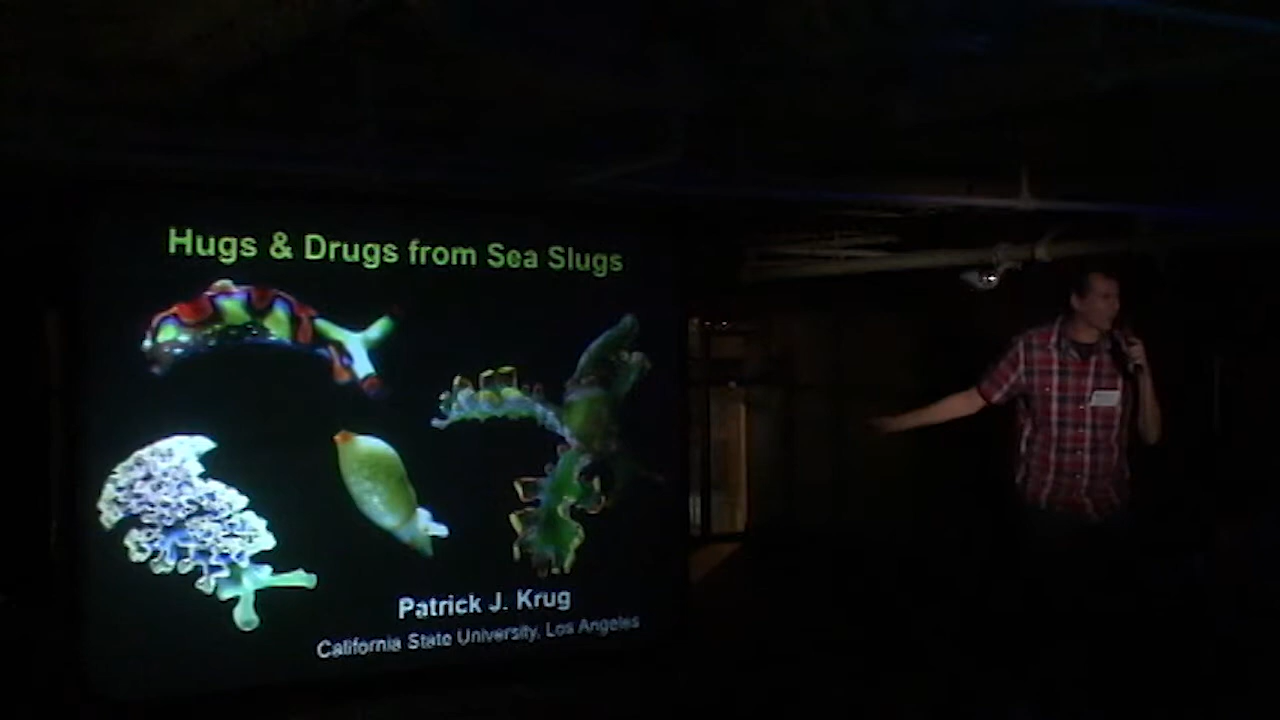 Hugs & Drugs from Sea Slugs
Patrick J. Krug
California State University, Los Angeles